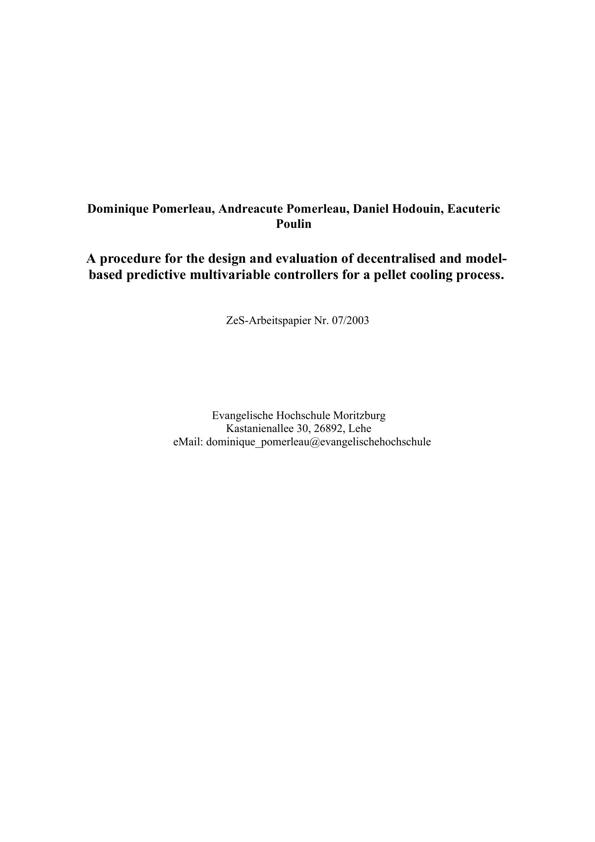 Dominique Pomerleau, Andreacute Pomerleau, Daniel Hodouin, Eacuteric
Poulin
A procedure for the design and evaluation of decentralised and model-
based predictive multivariable controllers for a pellet cooling process.
ZeS-Arbeitspapier Nr. 07/2003
Evangelische Hochschule Moritzburg
Kastanienallee 30, 26892, Lehe
eMail: dominique_pomerleau@evangelischehochschule